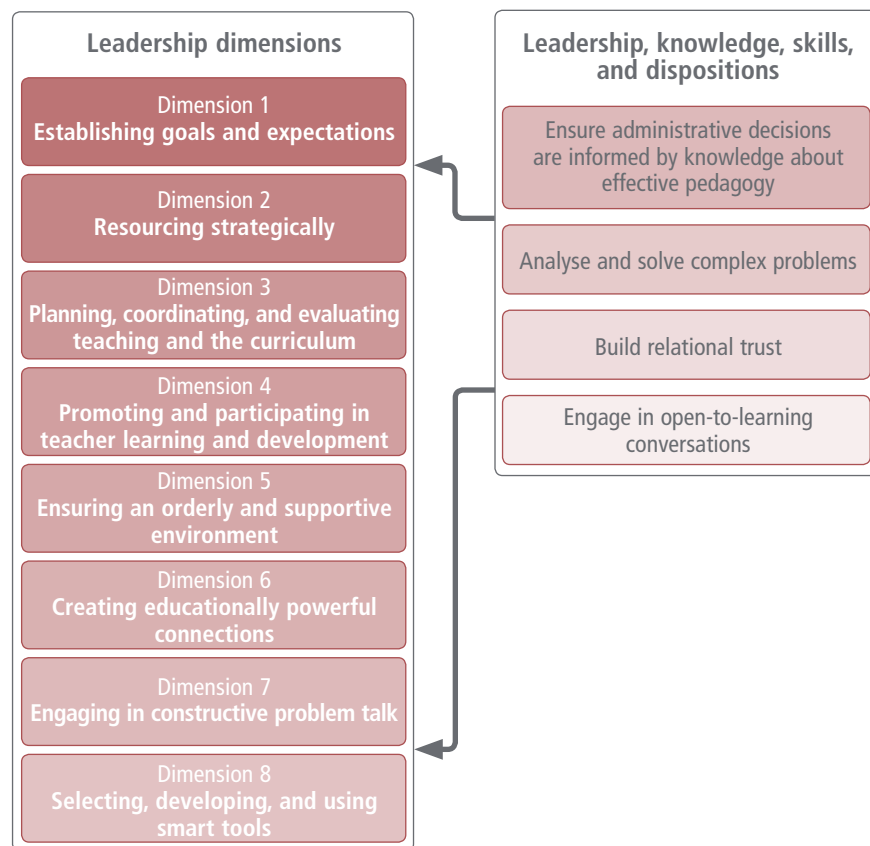 Leadership dimensions
Dimension 1
Establishing goals and expectations
Dimension 2
Resourcing strategically
Dimension 3
Planning, coordinating, and evaluating
teaching and the curriculum
Dimension 4
Promoting and participating in
teacher learning and development
Dimension 5
Ensuring an orderly and supportive
environment
Dimension 6
Creating educationally powerful
connections
Dimension 7
Engaging in constructive problem talk
Dimension 8
Selecting, developing, and using
smart tools
Leadership, knowledge, skills,
and dispositions
Ensure administrative decisions
are informed by knowledge about
effective pedagogy
Analyse and solve complex problems
Build relational trust
Engage in open-to-learning
conversations